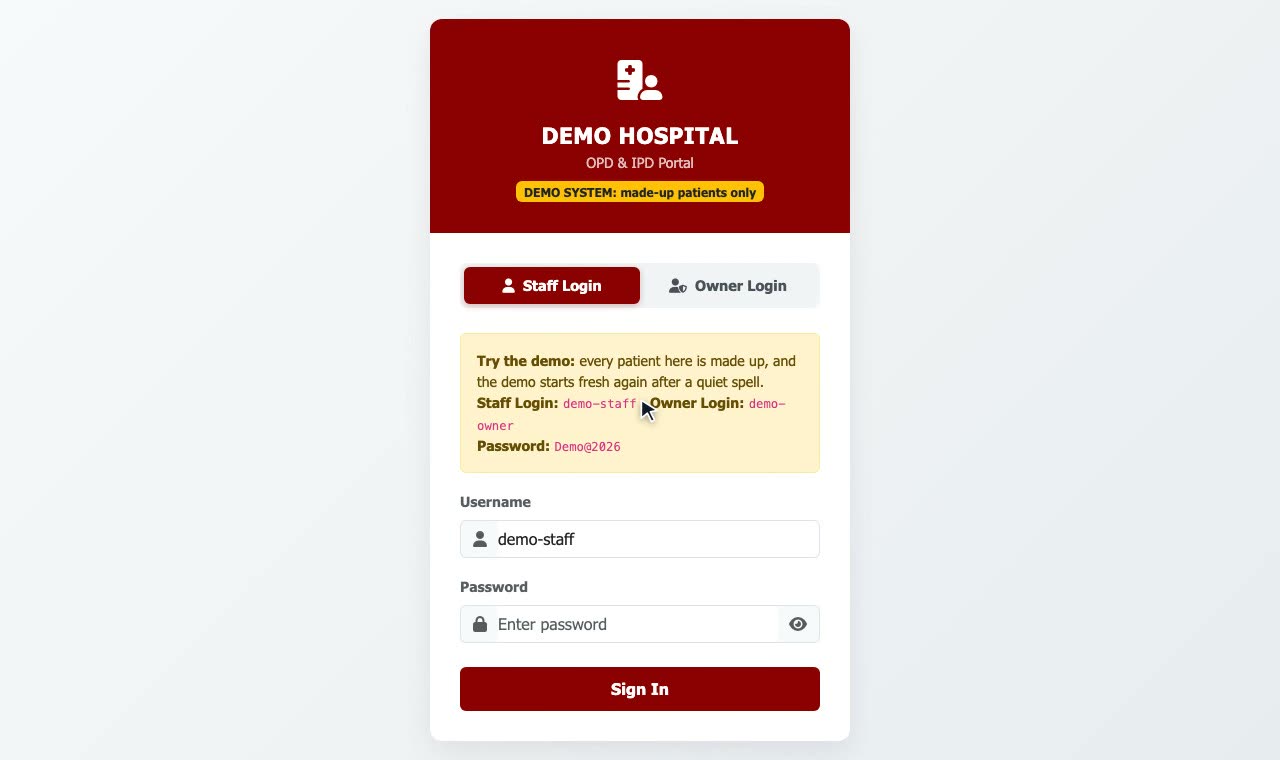 DEMO HOSPITAL
OPD & IPD Portal
DEMO SYSTEM: made-up patients only
Staff Login
Owner Login
Try the demo: every patient here is made up, and
the demo starts fresh again after a quiet spell.
Staff Login: demo-staff Owner Login: demo-
owner
Password: Demo@2026
Username
demo-staff
Password
Enter password
Sign In